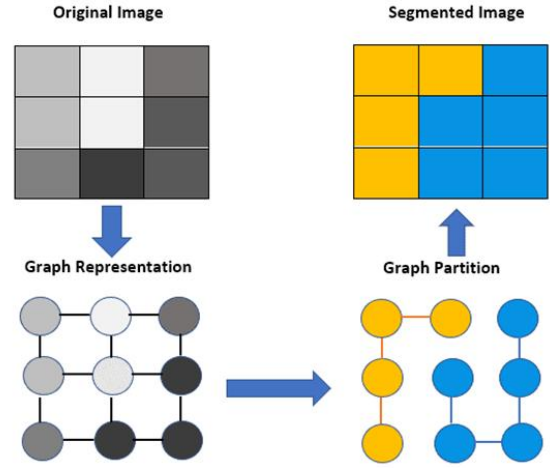 Original Image
Segmented Image
Graph Representation
Graph Partition